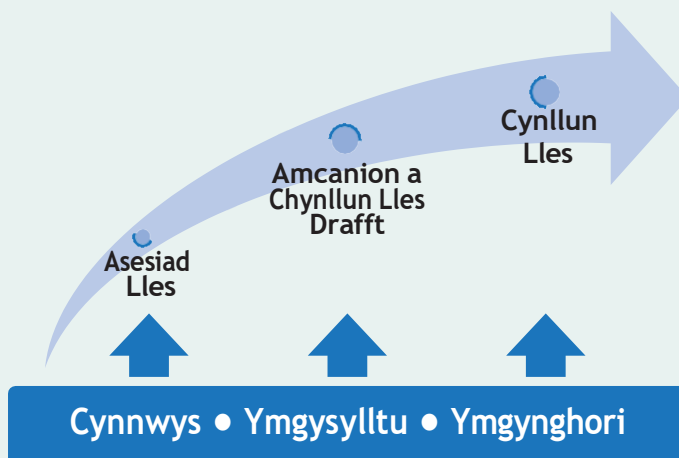 Asesiad
Lles
Amcanion a
Chynllun Lles
Drafft
Cynllun
Lles
Cynnwys ● Ymgysylltu ● Ymgynghori